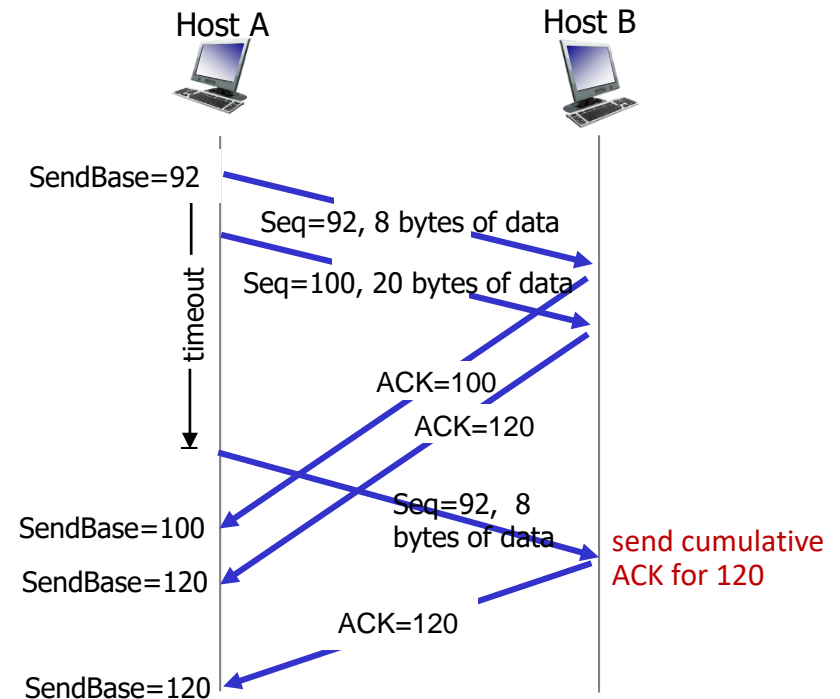 Host A
Host B
SendBase=92
Seq=92, 8 bytes of data
Seq=100, 20 bytes of data
timeout
ACK=100
ACK=120
Seq=92,  8
bytes of data
SendBase=100
send cumulative
ACK for 120
SendBase=120
ACK=120
SendBase=120